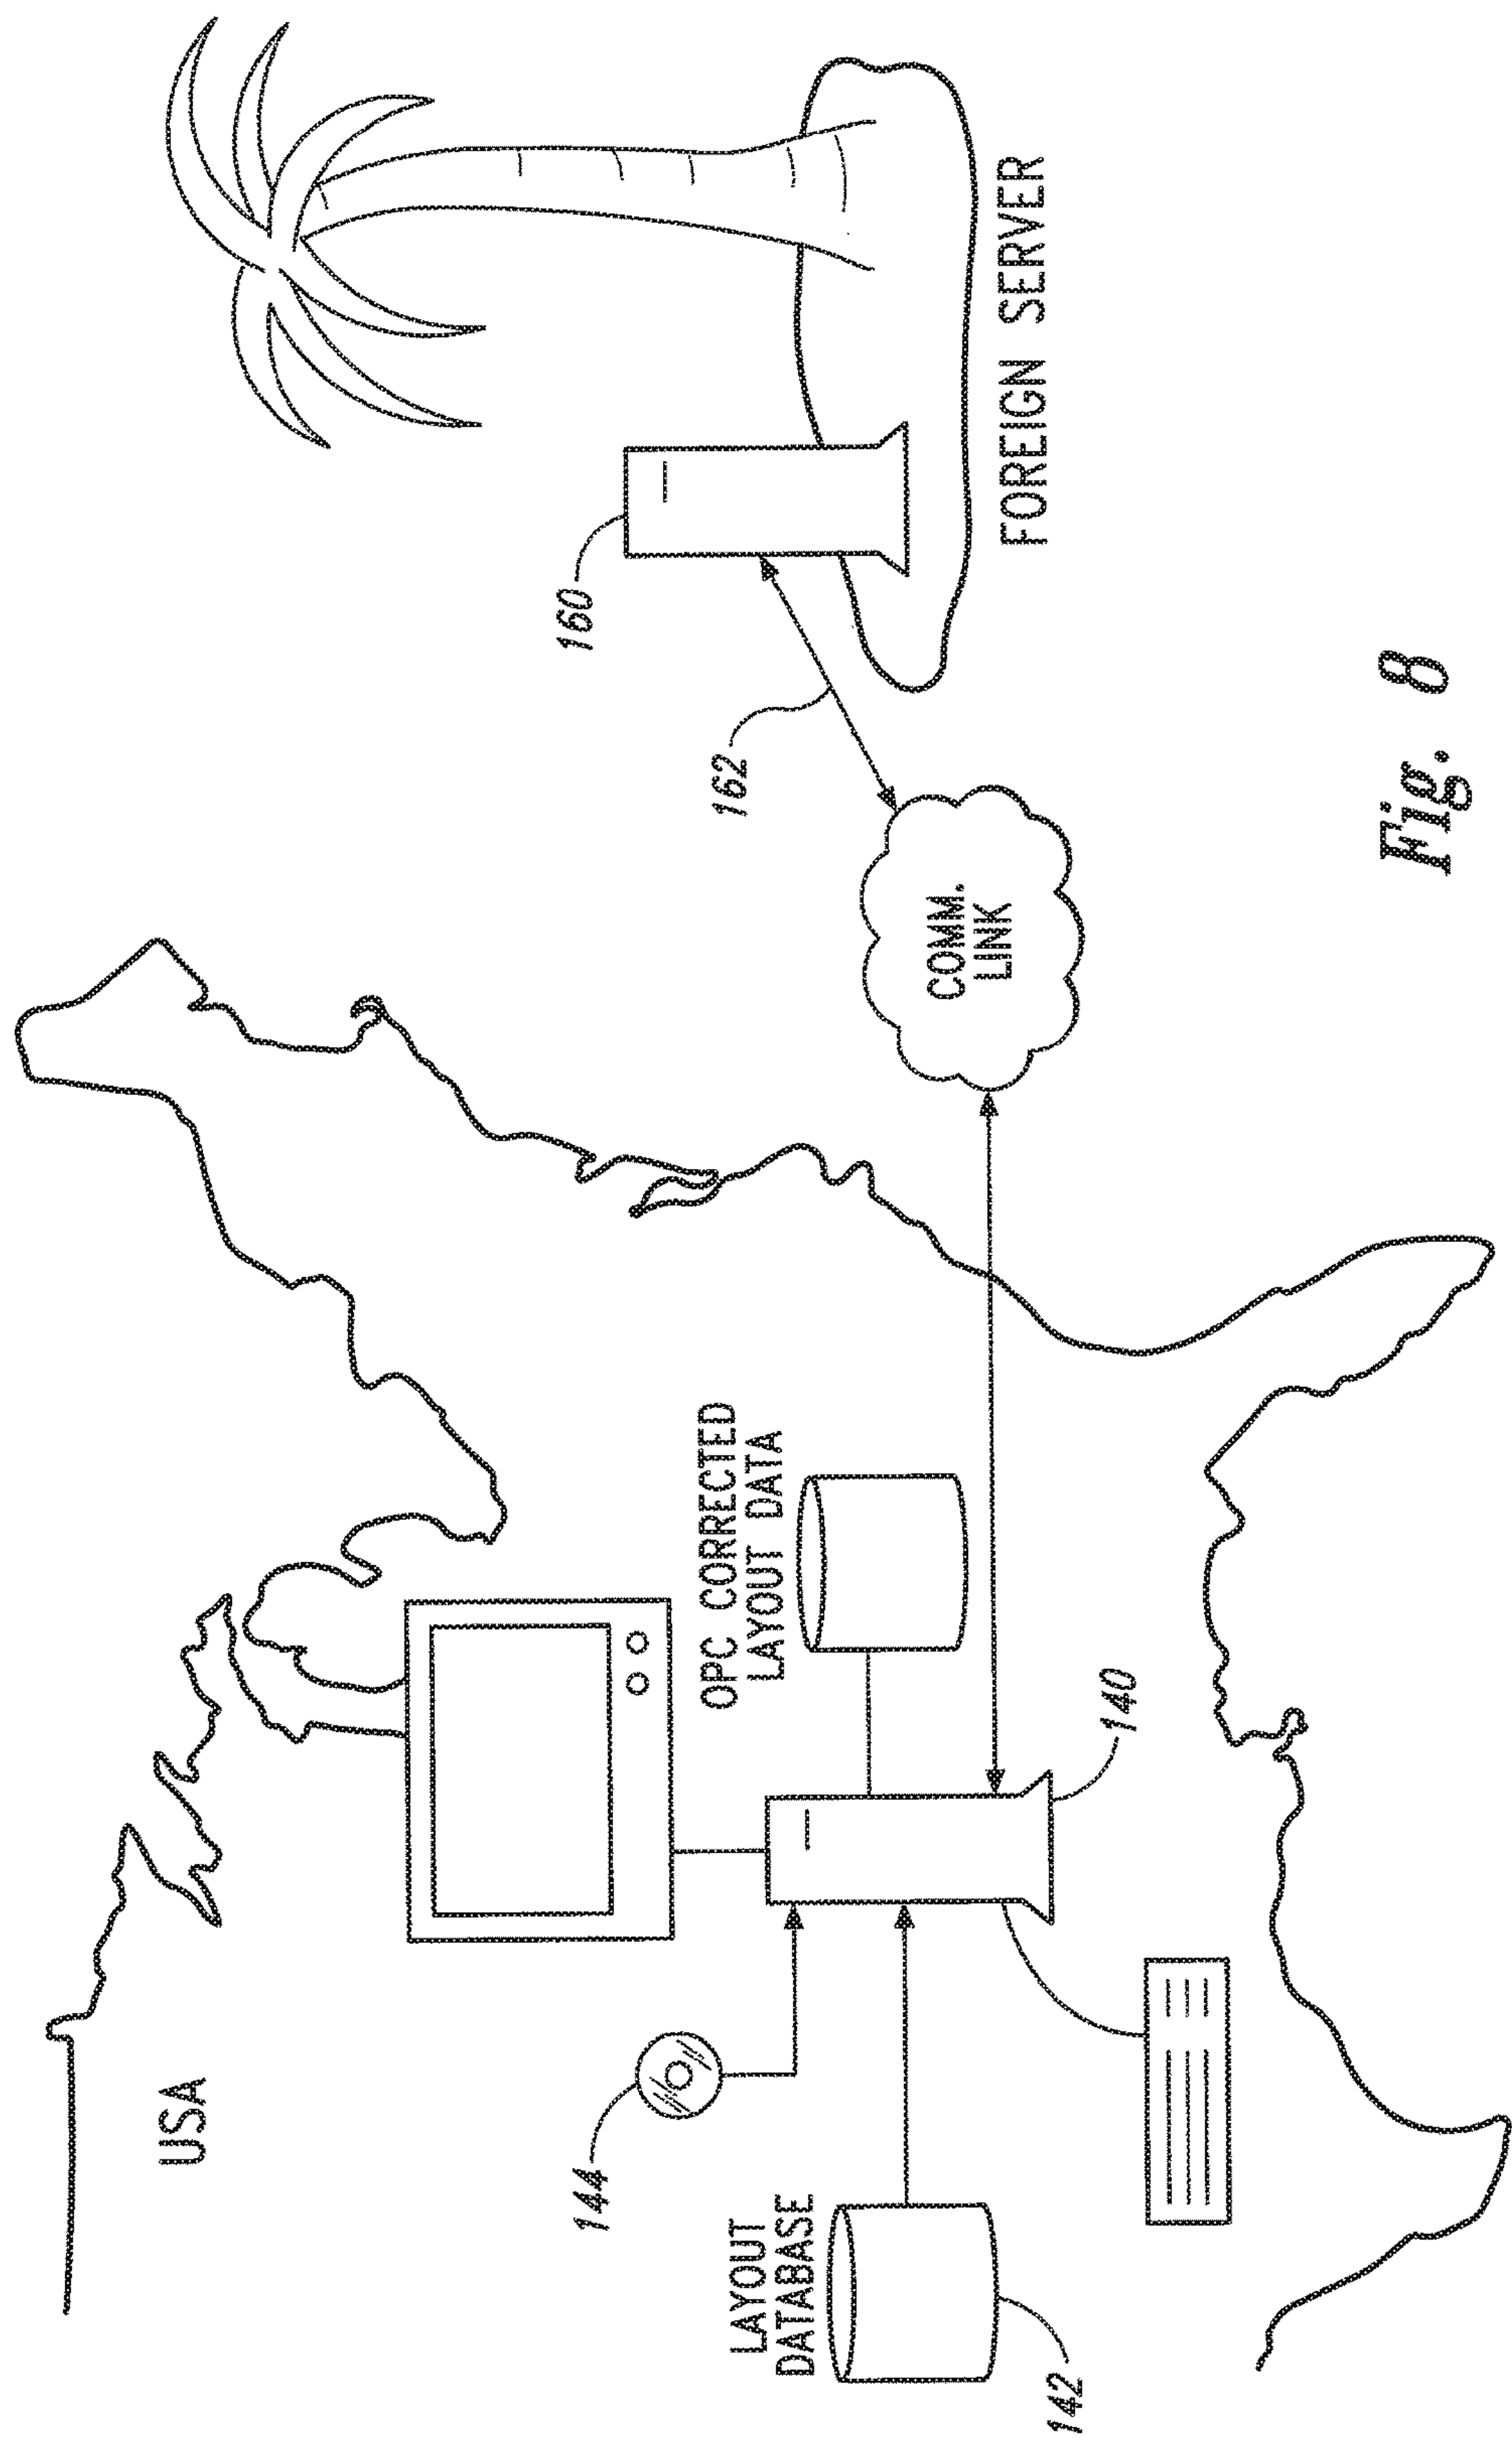 USA
144
LAYOUT
DATABASE
142
OPC CORRECTED
LAYOUT DATA
140
COMM.
LINK
162
160
FOREIGN SERVER
Fig. 8